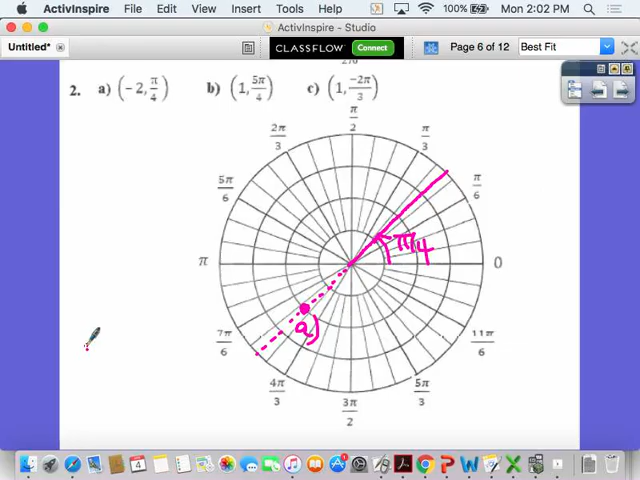 ActivInspire File Edit View Insert Tools Help 100% Mon 2:02 PM
ActivInspire - Studio
Untitled* CLASSFLOW Connect Page 6 of 12 Best Fit
2. a) (-2, π/4) b) (1, 5π/4) c) (1, -2π/3)
π/2
2π/3 π/3
5π/6 π/6
π/4
π 0
a)
7π/6 11π/6
4π/3 5π/3
3π/2